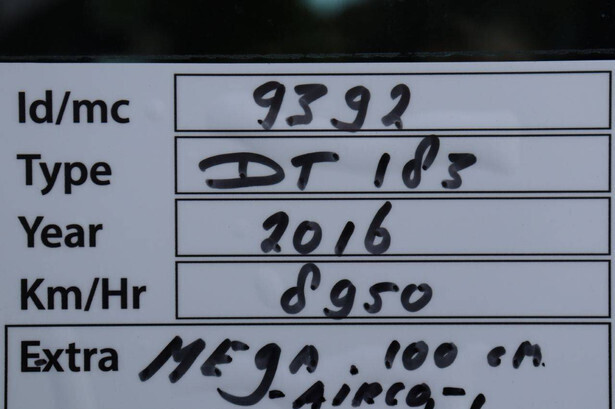 Id/mc 9392
Type DT 183
Year 2016
Km/Hr 8950
Extra MEGA 100 cm.
-AIRCO-